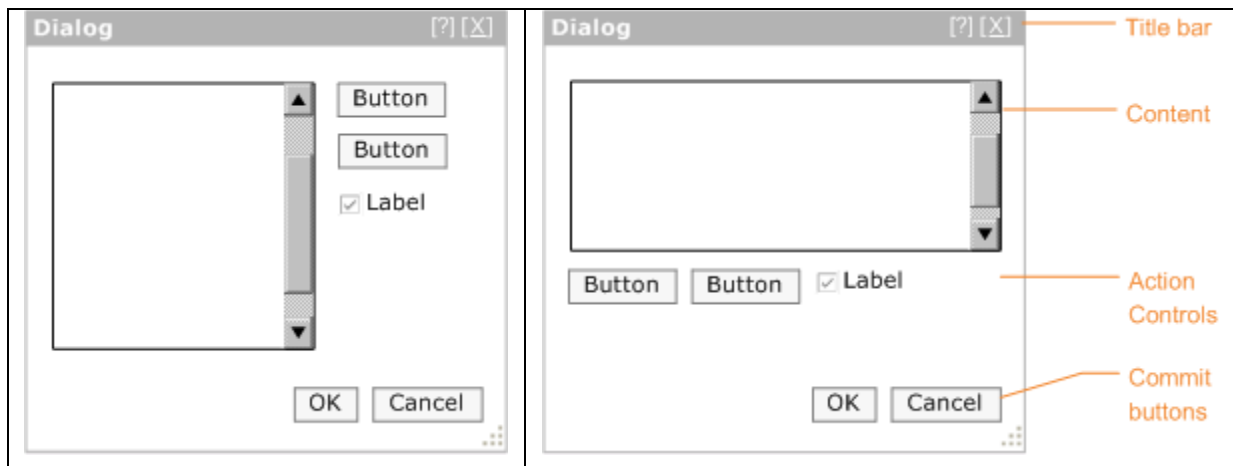 Dialog [?] [X]
Button
Button
Label
OK Cancel
Dialog [?] [X]
Button Button Label
OK Cancel
Title bar
Content
Action
Controls
Commit
buttons